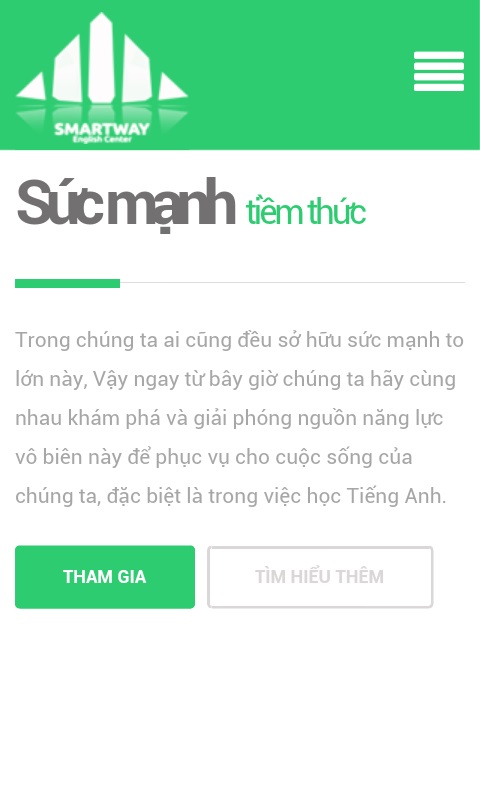 SMARTWAY
English Center
Sức mạnh tiềm thức
Trong chúng ta ai cũng đều sở hữu sức mạnh to
lớn này, Vậy ngay từ bây giờ chúng ta hãy cùng
nhau khám phá và giải phóng nguồn năng lực
vô biên này để phục vụ cho cuộc sống của
chúng ta, đặc biệt là trong việc học Tiếng Anh.
THAM GIA
TÌM HIỂU THÊM